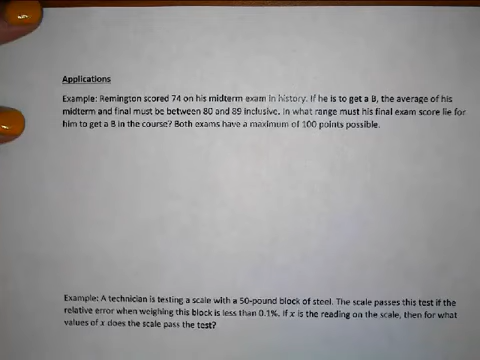 Applications
Example: Remington scored 74 on his midterm exam in history. If he is to get a B, the average of his
midterm and final must be between 80 and 89 inclusive. In what range must his final exam score lie for
him to get a B in the course? Both exams have a maximum of 100 points possible.
Example: A technician is testing a scale with a 50-pound block of steel. The scale passes this test if the
relative error when weighing this block is less than 0.1%. If x is the reading on the scale, then for what
values of x does the scale pass the test?